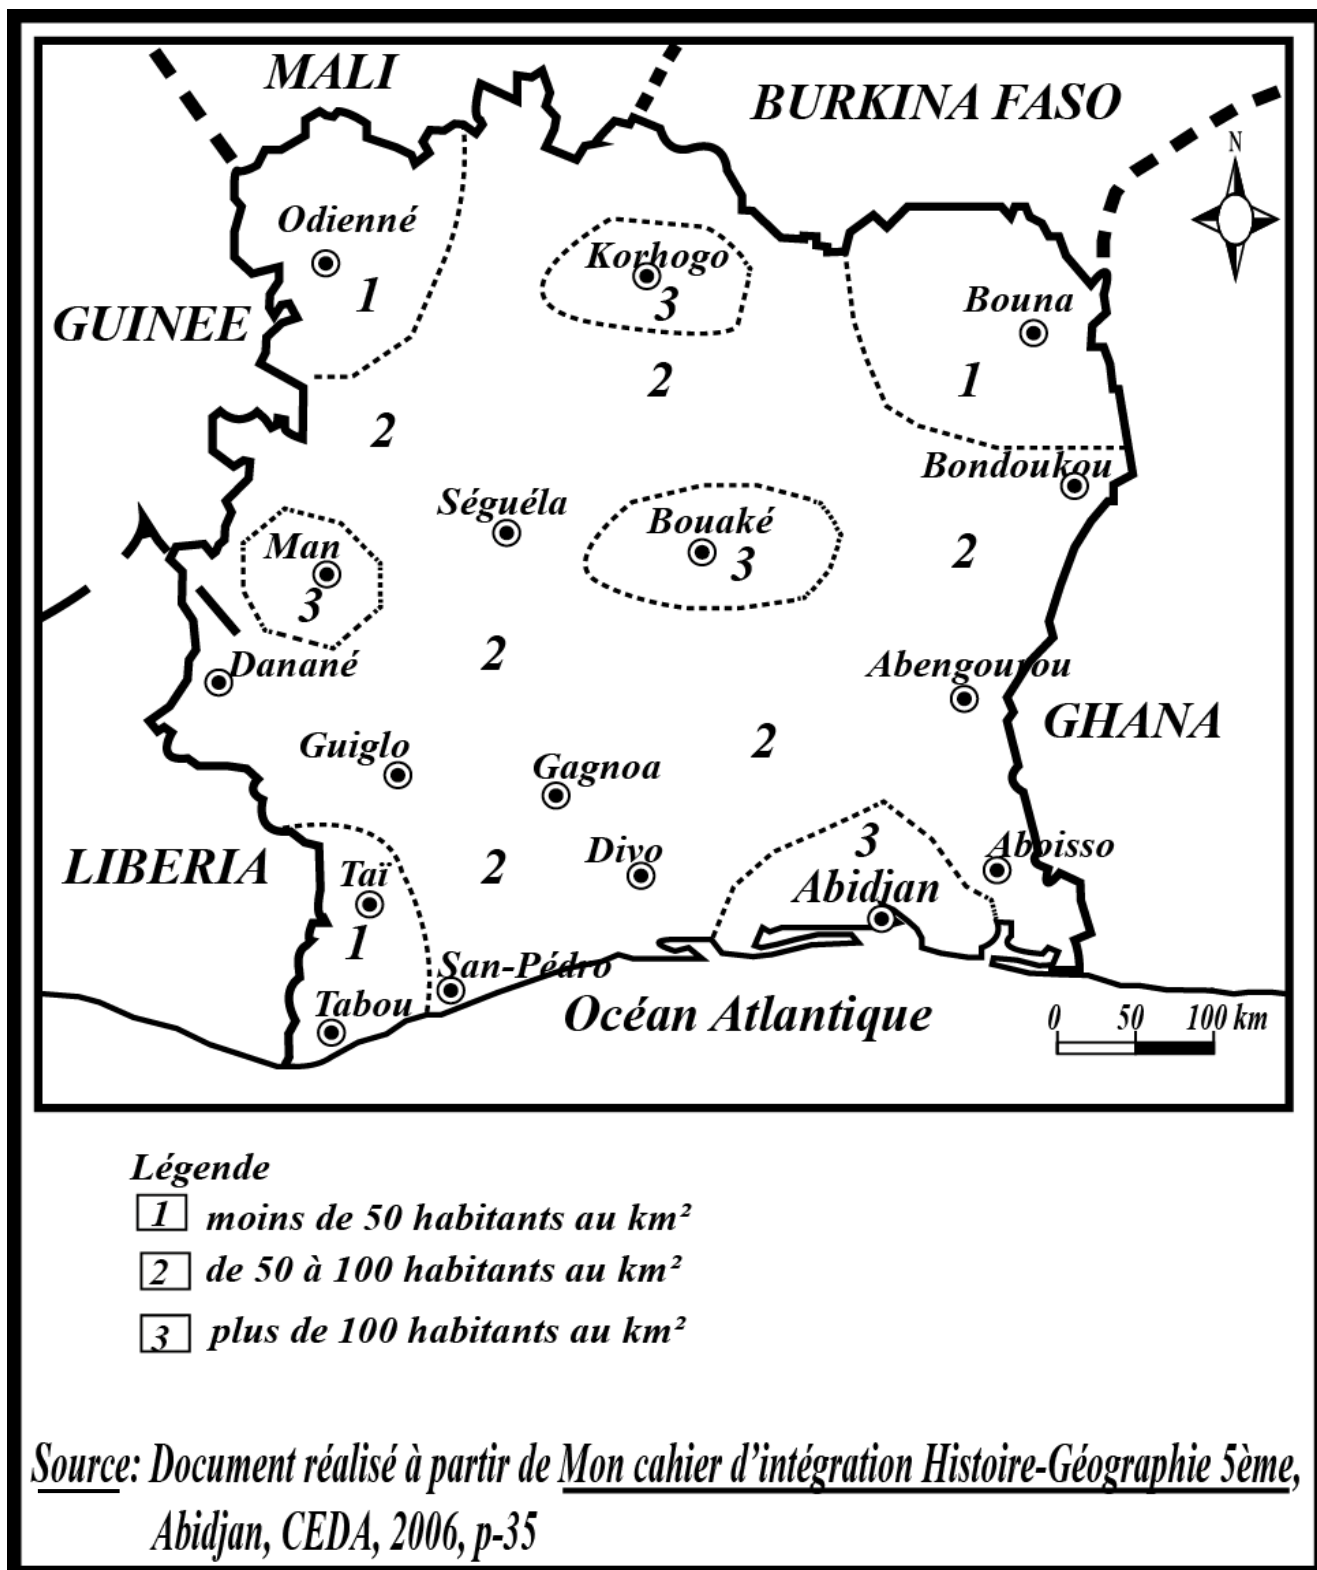 MALI
BURKINA FASO
N
Odienné
Korhogo
1
3
Bouna
GUINEE
2
1
2
Bondoukou
Séguéla
Bouaké
Man
3
2
3
Danané
2
Abengourou
GHANA
Guiglo
2
Gagnoa
LIBERIA
Taï
2
Divo
3
Aboisso
Abidjan
1
San-Pédro
Tabou
Océan Atlantique
0 50 100 km
Légende
1 moins de 50 habitants au km²
2 de 50 à 100 habitants au km²
3 plus de 100 habitants au km²
Source: Document réalisé à partir de Mon cahier d'intégration Histoire-Géographie 5ème,
Abidjan, CEDA, 2006, p-35